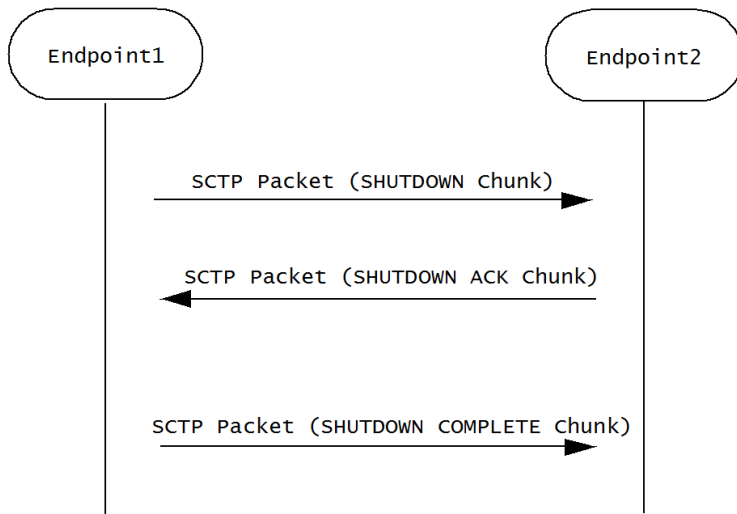 Endpoint1
Endpoint2
SCTP Packet (SHUTDOWN Chunk)
SCTP Packet (SHUTDOWN ACK Chunk)
SCTP Packet (SHUTDOWN COMPLETE Chunk)